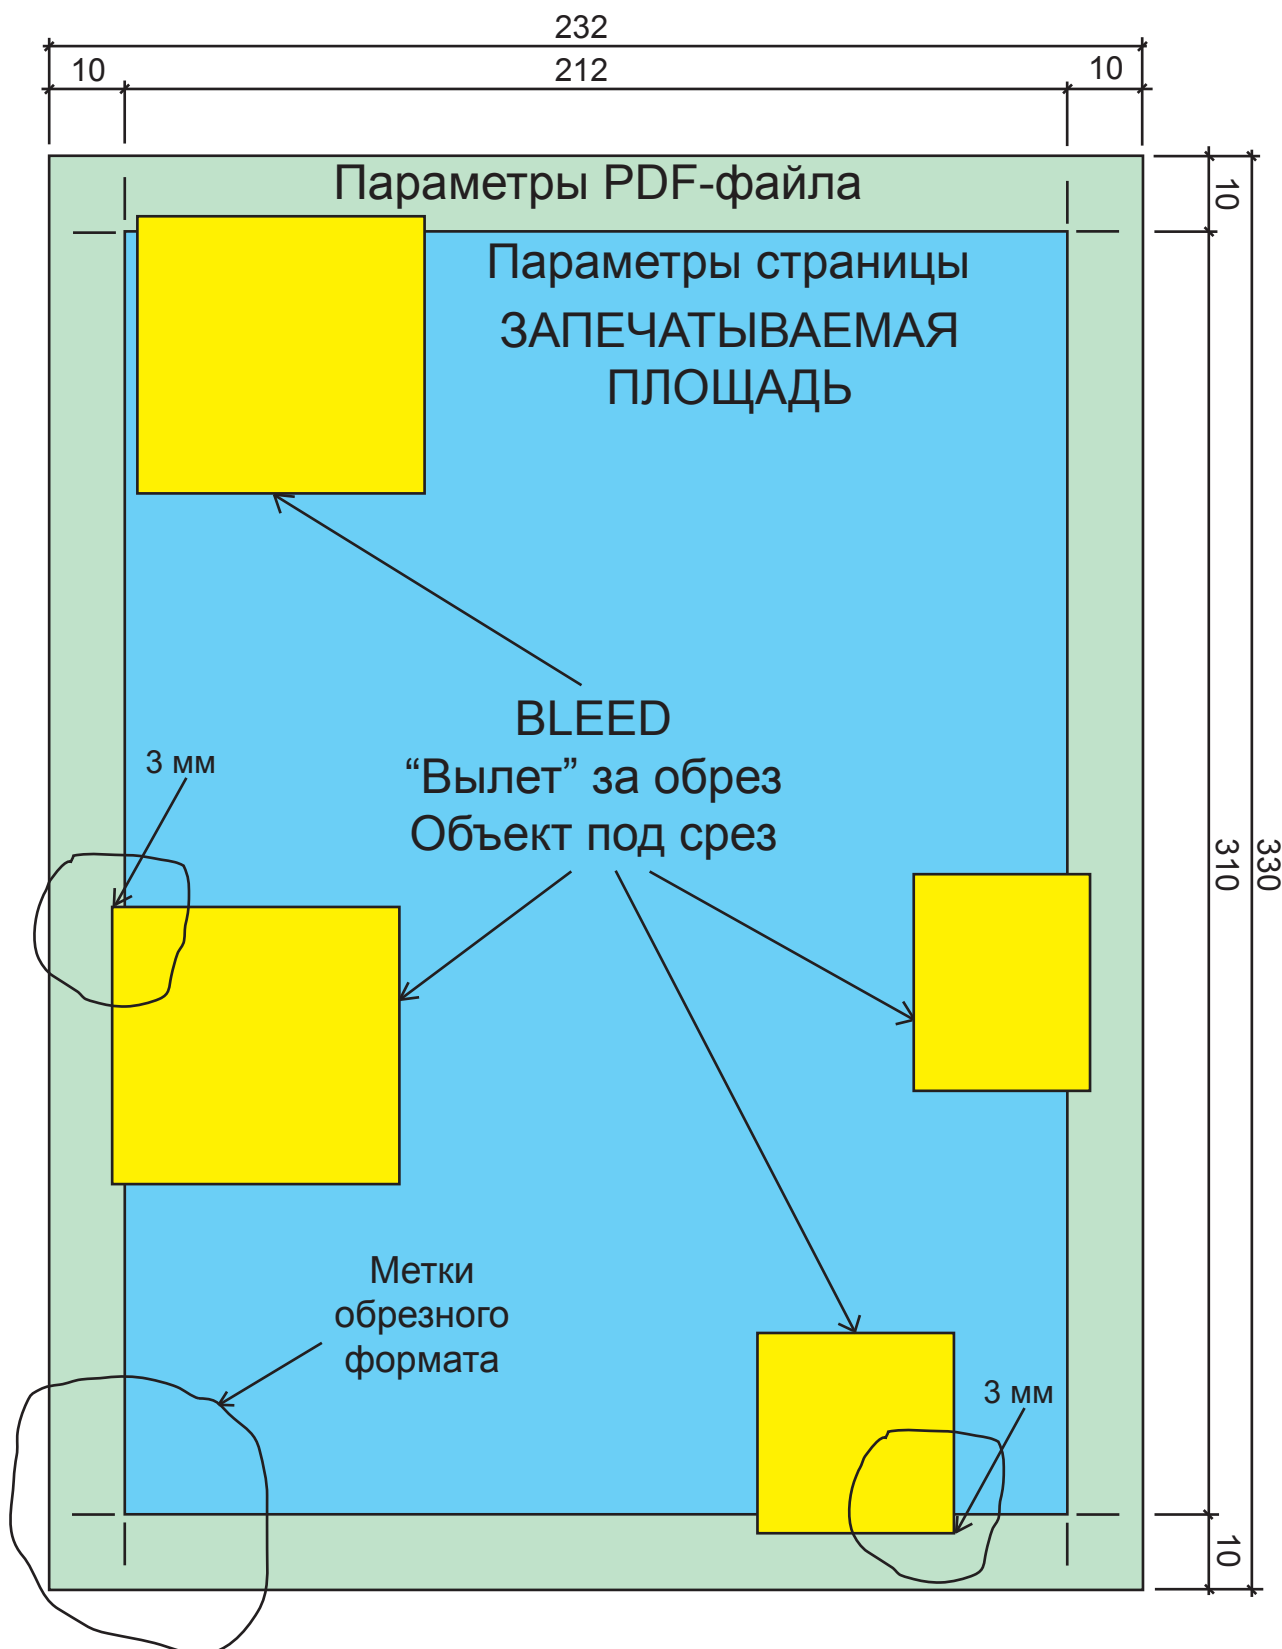 232
10
212
10
Параметры PDF-файла
10
Параметры страницы
ЗАПЕЧАТЫВАЕМАЯ
ПЛОЩАДЬ
BLEED
“Вылет” за обрез
Объект под срез
3 мм
310
330
Метки
обрезного
формата
3 мм
10